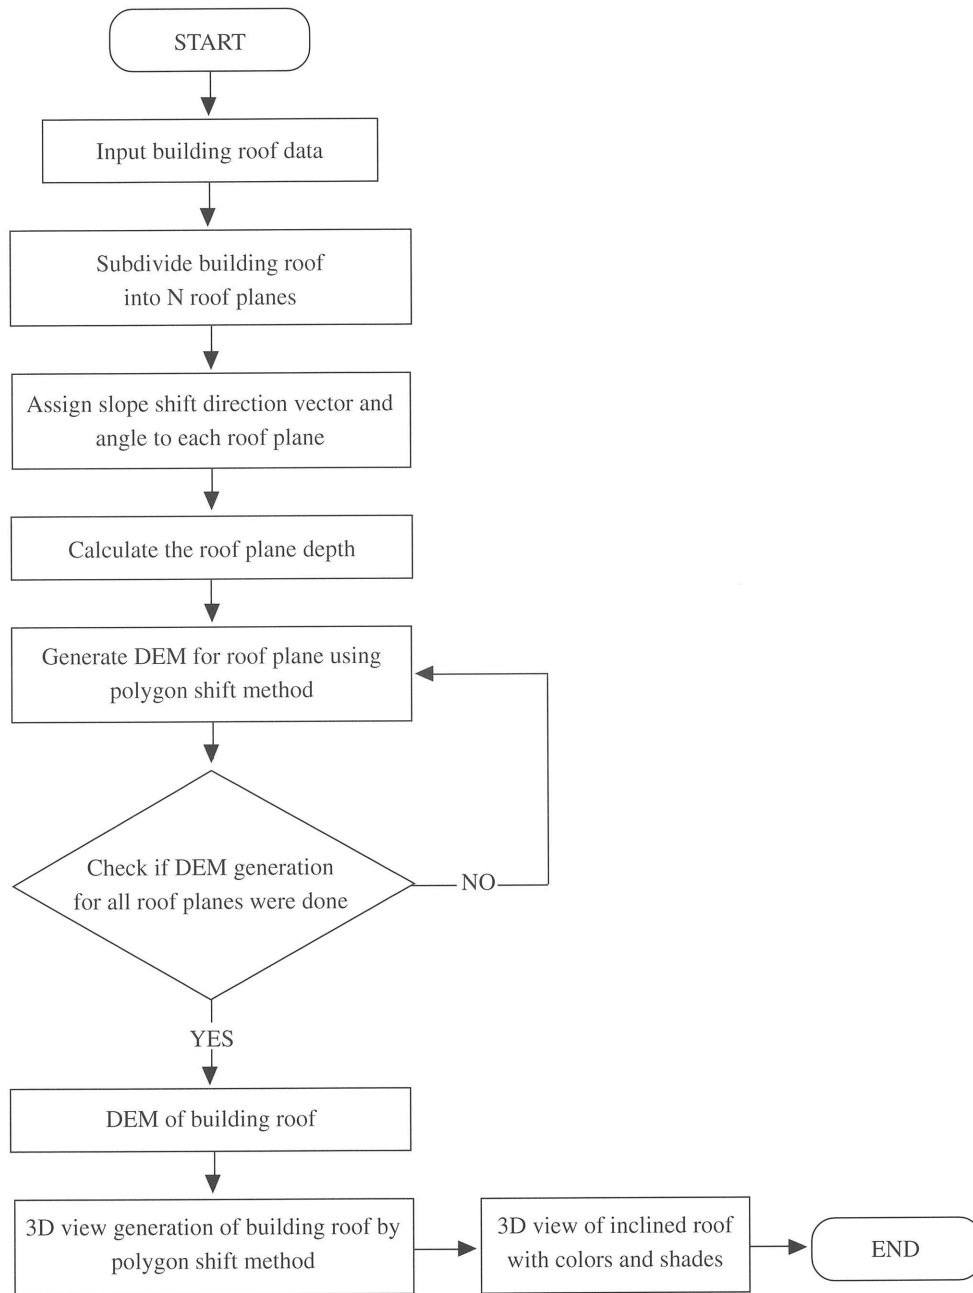 START
Input building roof data
Subdivide building roof
into N roof planes
Assign slope shift direction vector and
angle to each roof plane
Calculate the roof plane depth
Generate DEM for roof plane using
polygon shift method
Check if DEM generation
for all roof planes were done
NO
YES
DEM of building roof
3D view generation of building roof by
polygon shift method
3D view of inclined roof
with colors and shades
END